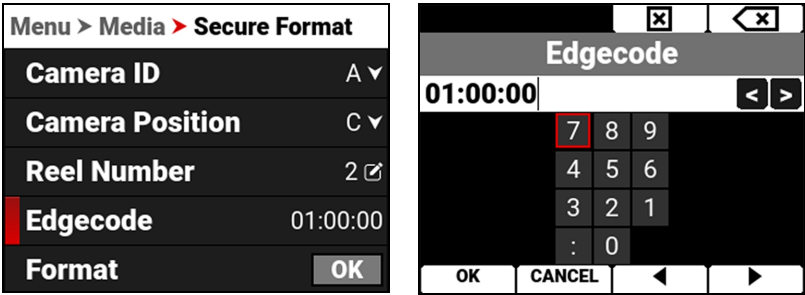 Menu > Media > Secure Format
Camera ID A
Camera Position C
Reel Number 2
Edgecode 01:00:00
Format OK
Edgecode
01:00:00 < >
7 8 9
4 5 6
3 2 1
: 0
OK CANCEL